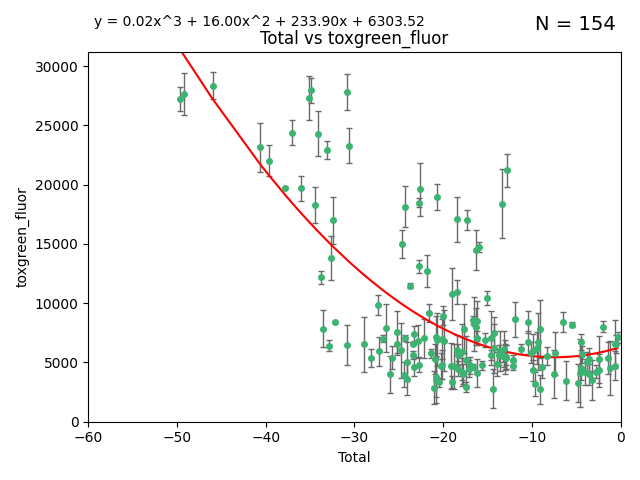 y = 0.02x^3 + 16.00x^2 + 233.90x + 6303.52
N = 154
Total vs toxgreen_fluor
30000
25000
20000
15000
10000
5000
0
toxgreen_fluor
−60 −50 −40 −30 −20 −10 0
Total